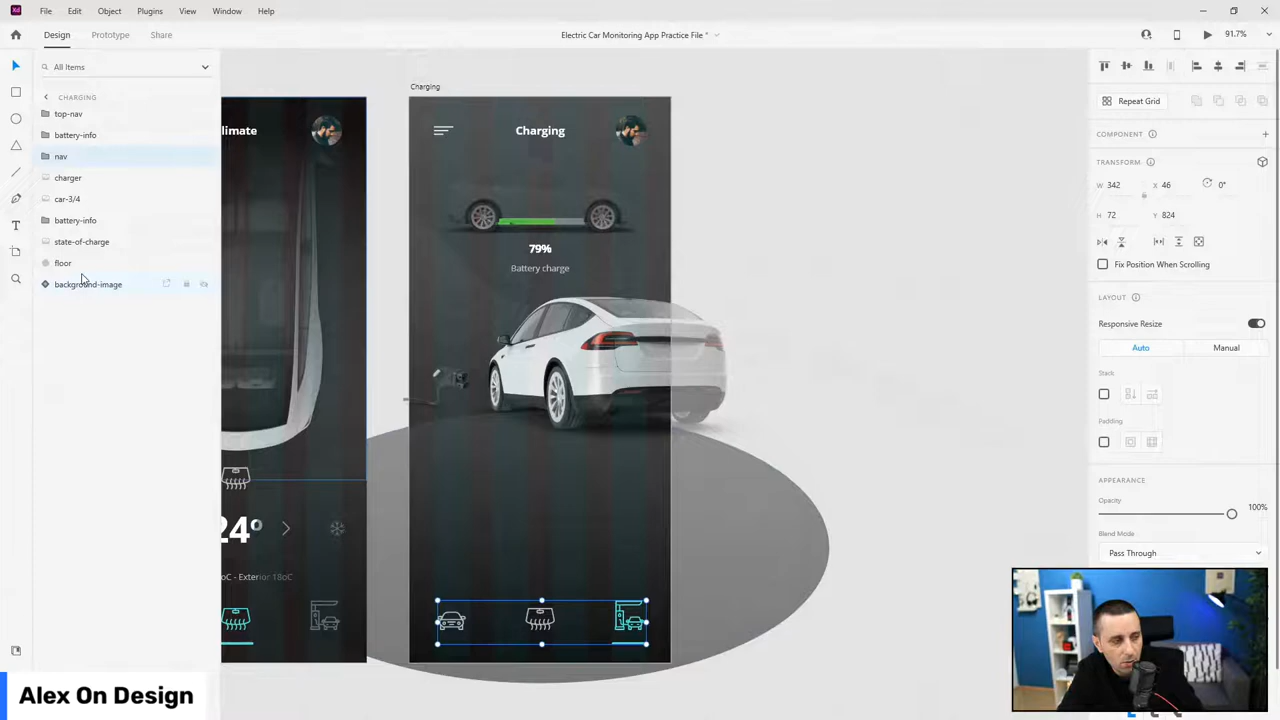 Xd File Edit Object Plugins View Window Help
Design Prototype Share Electric Car Monitoring App Practice File * 91.7%
All Items
CHARGING
top-nav
battery-info
nav
charger
car-3/4
battery-info
state-of-charge
floor
background-image
limate
24º
oC - Exterior 18oC
Charging
Charging
79%
Battery charge
Repeat Grid
COMPONENT
TRANSFORM
W 342 X 46 0°
H 72 Y 824
Fix Position When Scrolling
LAYOUT
Responsive Resize
Auto Manual
Stack
Padding
APPEARANCE
Opacity
100%
Blend Mode
Pass Through
Alex On Design